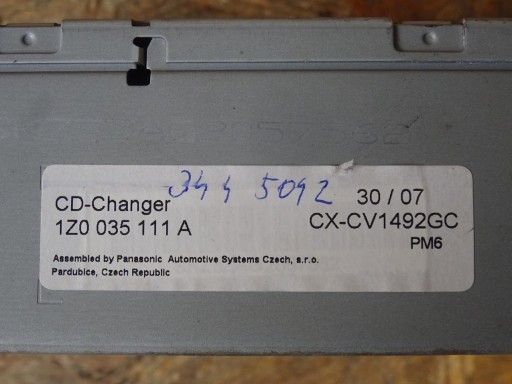 344 5092
CD-Changer
30 / 07
1Z0 035 111 A
CX-CV1492GC
PM6
Assembled by Panasonic Automotive Systems Czech, s.r.o.
Pardubice, Czech Republic